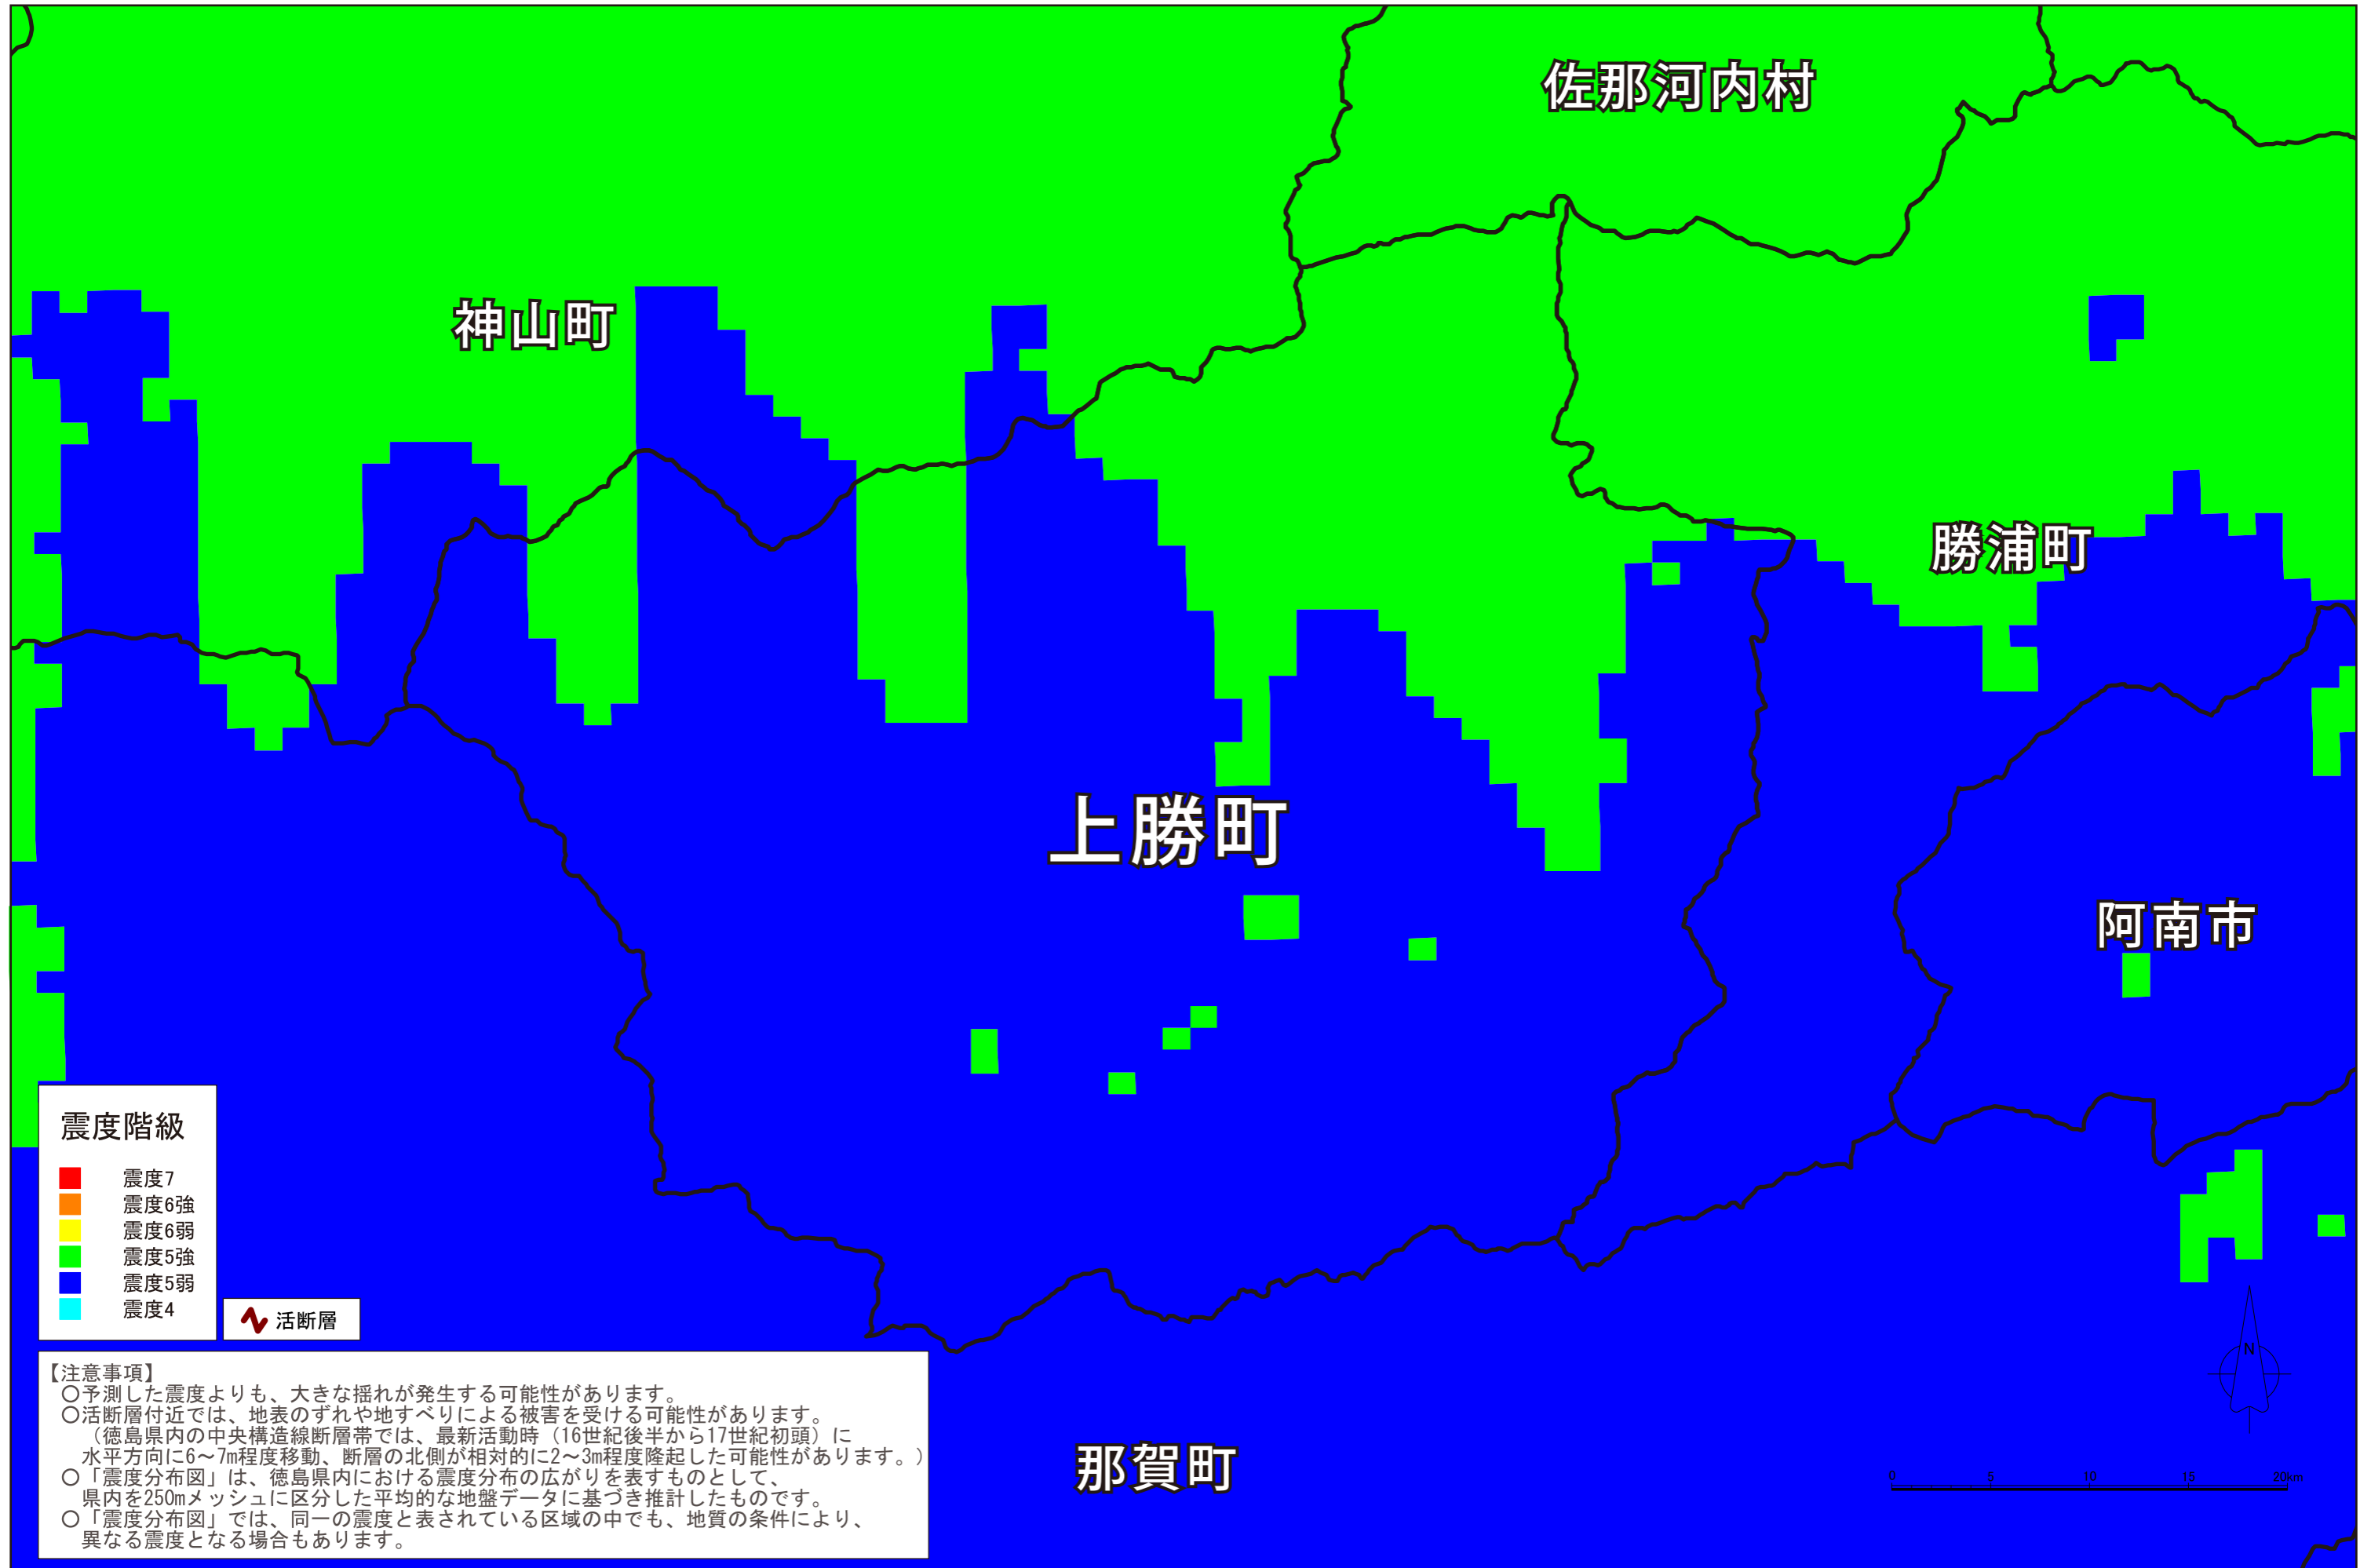 佐那河内村
神山町
勝浦町
上勝町
阿南市
震度階級
震度7
震度6強
震度6弱
震度5強
震度5弱
震度4
活断層
【注意事項】
○予測した震度よりも、大きな揺れが発生する可能性があります。
○活断層付近では、地表のずれや地すべりによる被害を受ける可能性があります。
（徳島県内の中央構造線断層帯では、最新活動時（16世紀後半から17世紀初頭）に
水平方向に6～7m程度移動、断層の北側が相対的に2～3m程度隆起した可能性があります。）
○「震度分布図」は、徳島県内における震度分布の広がりを表すものとして、
県内を250mメッシュに区分した平均的な地盤データに基づき推計したものです。
○「震度分布図」では、同一の震度と表されている区域の中でも、地質の条件により、
異なる震度となる場合もあります。
那賀町
N
0 5 10 15 20km